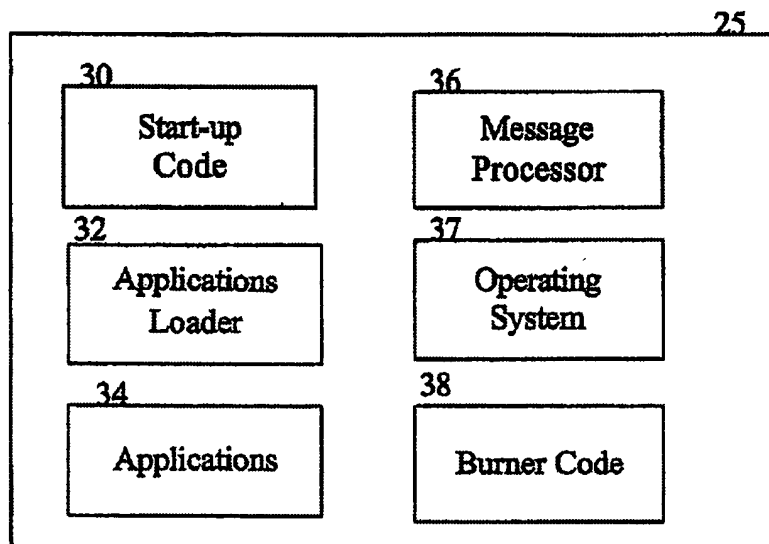 25
30
Start-up
Code
36
Message
Processor
32
Applications
Loader
37
Operating
System
34
Applications
38
Burner Code